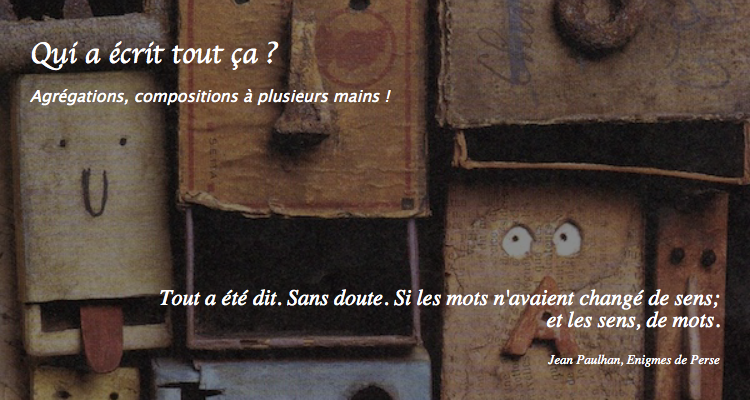 Qui a écrit tout ça ?
Agrégations, compositions à plusieurs mains !
Tout a été dit. Sans doute. Si les mots n'avaient changé de sens;
et les sens, de mots.
Jean Paulhan, Enigmes de Perse